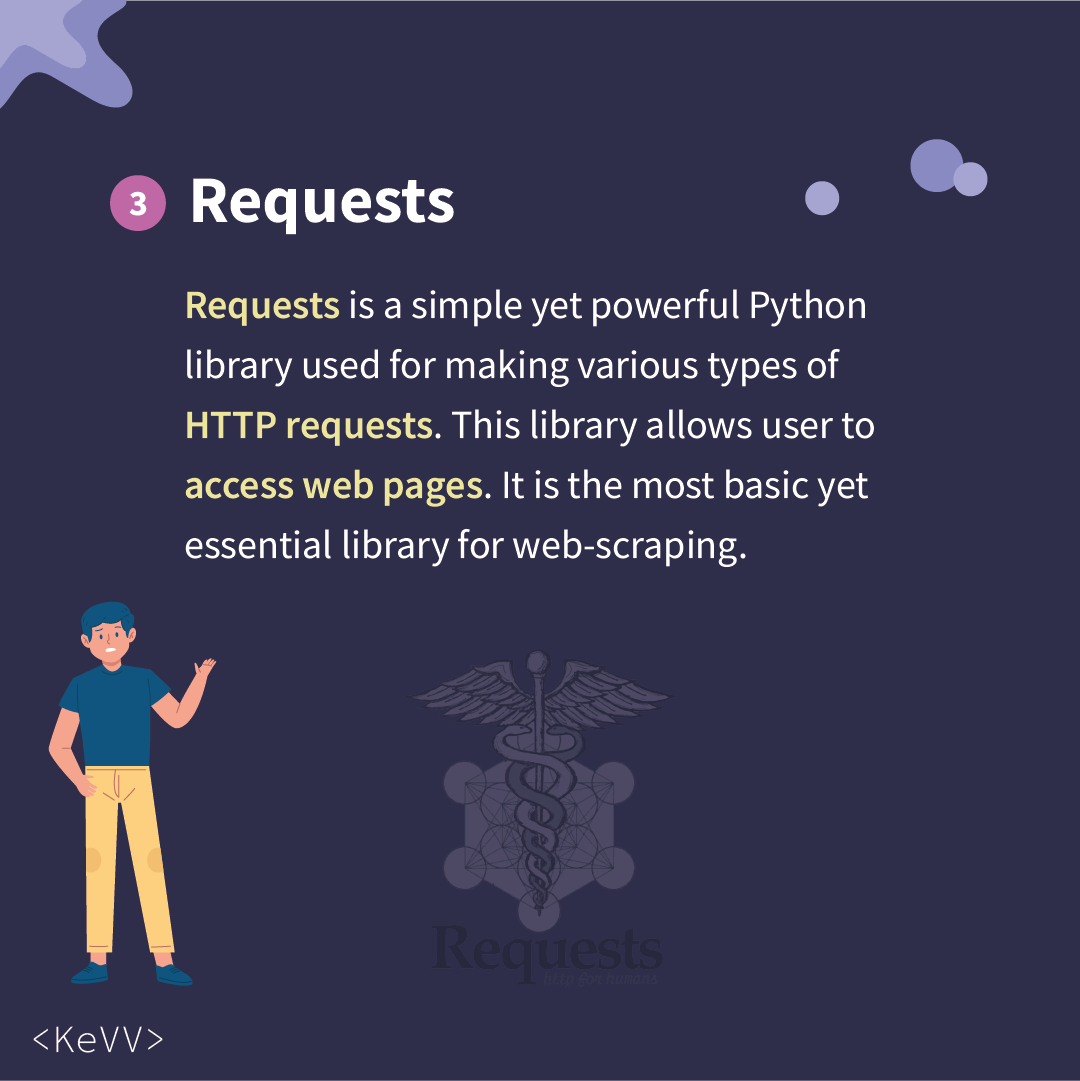 3 Requests
Requests is a simple yet powerful Python
library used for making various types of
HTTP requests. This library allows user to
access web pages. It is the most basic yet
essential library for web-scraping.
Requests
http for humans
<KeVV>